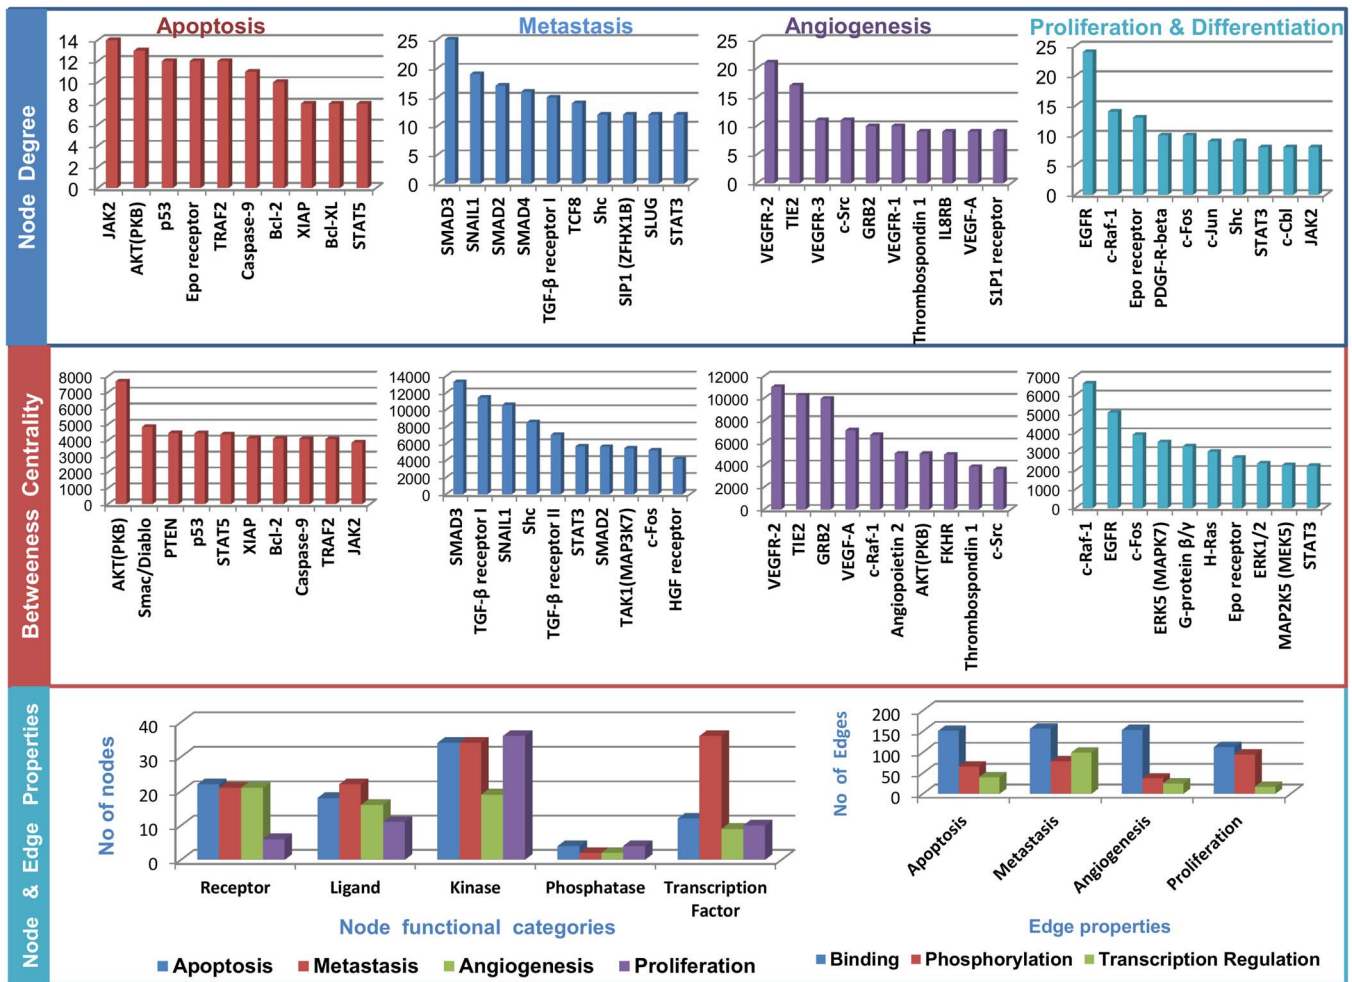 Apoptosis
Metastasis
Angiogenesis
Proliferation & Differentiation
Node Degree
14
12
10
8
6
4
2
0
JAK2
AKT(PKB)
p53
Epo receptor
TRAF2
Caspase-9
Bcl-2
XIAP
Bcl-XL
STAT5
25
20
15
10
5
0
SMAD3
SNAIL1
SMAD2
SMAD4
TGF-β receptor I
TCF8
Shc
SIP1 (ZFHX1B)
SLUG
STAT3
25
20
15
10
5
0
VEGFR-2
TIE2
VEGFR-3
c-Src
GRB2
VEGFR-1
Thrombospondin 1
IL8RB
VEGF-A
S1P1 receptor
25
20
15
10
5
0
EGFR
c-Raf-1
Epo receptor
PDGF-R-beta
c-Fos
c-Jun
Shc
STAT3
c-Cbl
JAK2
Betweeness Centrality
8000
7000
6000
5000
4000
3000
2000
1000
0
AKT(PKB)
Smac/Diablo
PTEN
p53
STAT5
XIAP
Bcl-2
Caspase-9
TRAF2
JAK2
14000
12000
10000
8000
6000
4000
2000
0
SMAD3
TGF-β receptor I
SNAIL1
Shc
TGF-β receptor II
STAT3
SMAD2
TAK1(MAP3K7)
c-Fos
HGF receptor
12000
10000
8000
6000
4000
2000
0
VEGFR-2
TIE2
GRB2
VEGF-A
c-Raf-1
Angiopoietin 2
AKT(PKB)
FKHR
Thrombospondin 1
c-Src
7000
6000
5000
4000
3000
2000
1000
0
c-Raf-1
EGFR
c-Fos
ERK5 (MAPK7)
G-protein β/γ
H-Ras
Epo receptor
ERK1/2
MAP2K5 (MEK5)
STAT3
Node & Edge Properties
No of nodes
40
30
20
10
0
Receptor
Ligand
Kinase
Phosphatase
Transcription
Factor
Node functional categories
Apoptosis
Metastasis
Angiogenesis
Proliferation
No of Edges
200
150
100
50
0
Apoptosis
Metastasis
Angiogenesis
Proliferation
Edge properties
Binding
Phosphorylation
Transcription Regulation